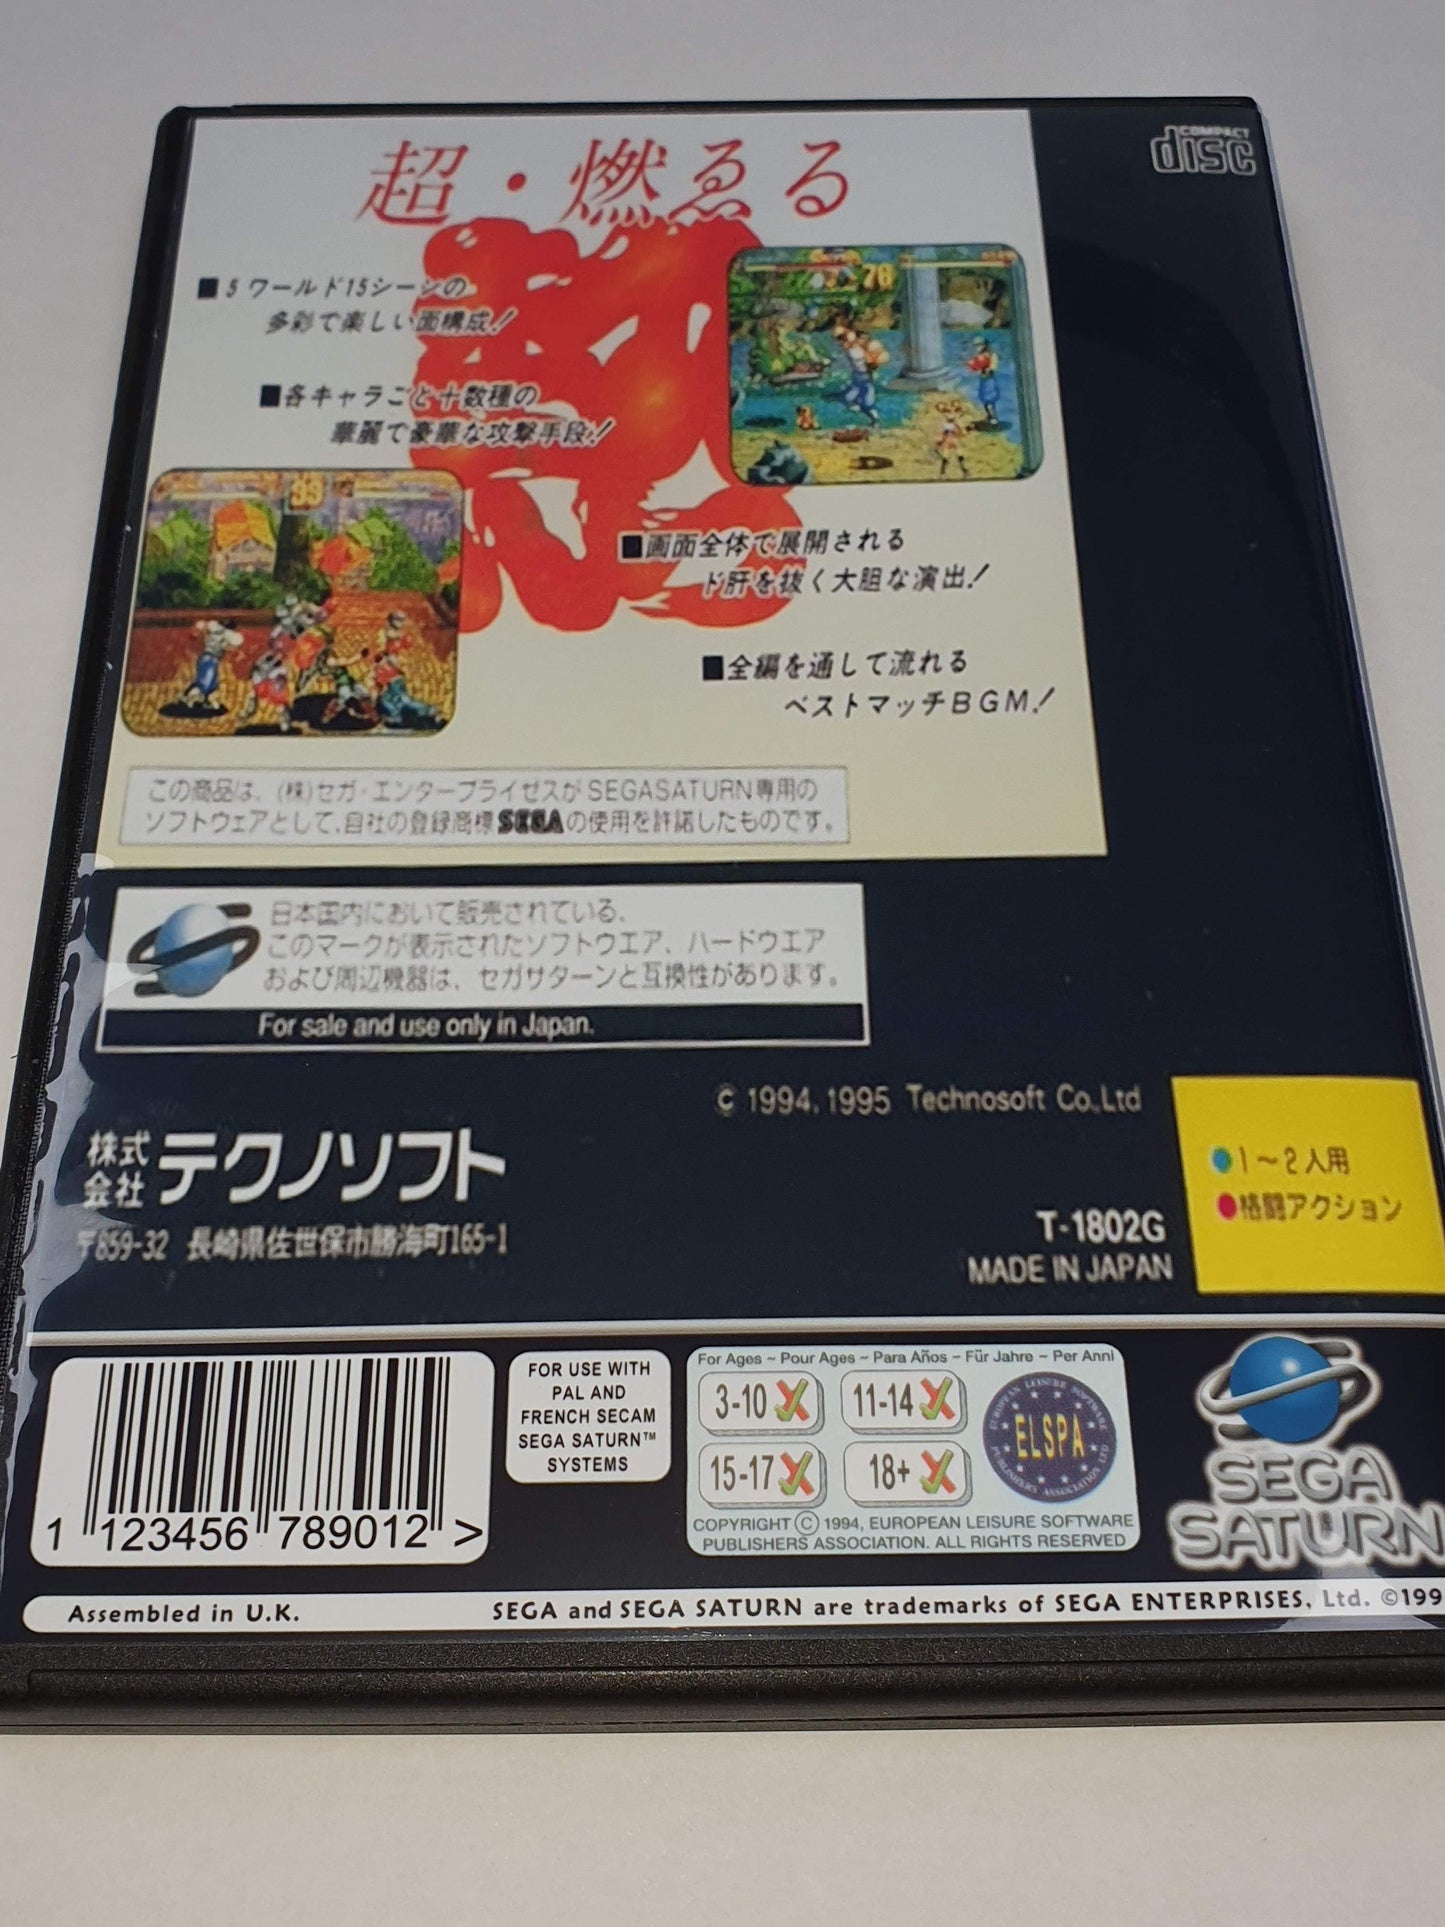 COMPACT
disc
超・燃ゑる
■5ワールド15シーンの
多彩で楽しい面構成!
70
■各キャラごと十数種の
華麗で豪華な攻撃手段!
99
■画面全体で展開される
ド肝を抜く大胆な演出!
■全編を通して流れる
ベストマッチBGM!
この商品は、(株)セガ・エンタープライゼスがSEGASATURN専用の
ソフトウェアとして、自社の登録商標SEGAの使用を許諾したものです。
日本国内において販売されている、
このマークが表示されたソフトウエア、ハードウエア
および周辺機器は、セガサターンと互換性があります。
For sale and use only in Japan.
© 1994, 1995 Technosoft Co.,Ltd
株式会社テクノソフト
〒859-32 長崎県佐世保市勝海町165-1
T-1802G
MADE IN JAPAN
●1～2人用
●格闘アクション
1 123456 789012 >
FOR USE WITH
PAL AND
FRENCH SECAM
SEGA SATURN™
SYSTEMS
For Ages ~ Pour Ages ~ Para Años ~ Für Jahre ~ Per Anni
3-10 11-14
15-17 18+
EUROPEAN LEISURE SOFTWARE
ELSPA
PUBLISHERS ASSOCIATION LTD
COPYRIGHT © 1994, EUROPEAN LEISURE SOFTWARE
PUBLISHERS ASSOCIATION. ALL RIGHTS RESERVED
SEGA
SATURN
Assembled in U.K.
SEGA and SEGA SATURN are trademarks of SEGA ENTERPRISES, Ltd. ©199